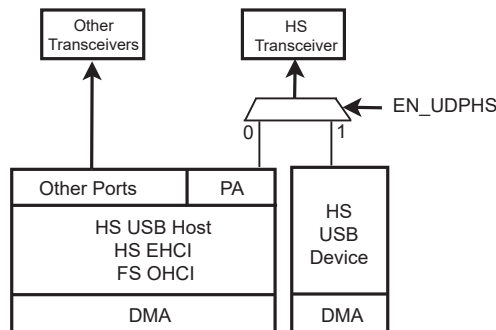 Other
Transceivers
HS
Transceiver
EN_UDPHS
0
1
Other Ports
PA
HS USB Host
HS EHCI
FS OHCI
DMA
HS
USB
Device
DMA